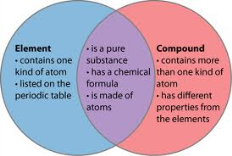 Element
• contains one
kind of atom
• listed on the
periodic table
• is a pure
substance
• has a chemical
formula
• is made of
atoms
Compound
• contains more
than one kind of
atom
• has different
properties from
the elements